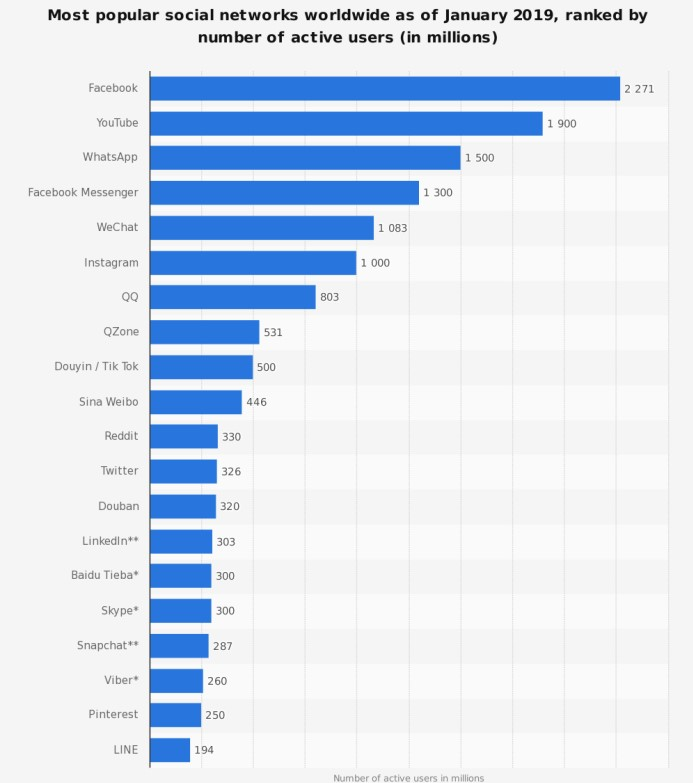 Most popular social networks worldwide as of January 2019, ranked by
number of active users (in millions)
Facebook 2 271
YouTube 1 900
WhatsApp 1 500
Facebook Messenger 1 300
WeChat 1 083
Instagram 1 000
QQ 803
QZone 531
Douyin / Tik Tok 500
Sina Weibo 446
Reddit 330
Twitter 326
Douban 320
LinkedIn** 303
Baidu Tieba* 300
Skype* 300
Snapchat** 287
Viber* 260
Pinterest 250
LINE 194
Number of active users in millions